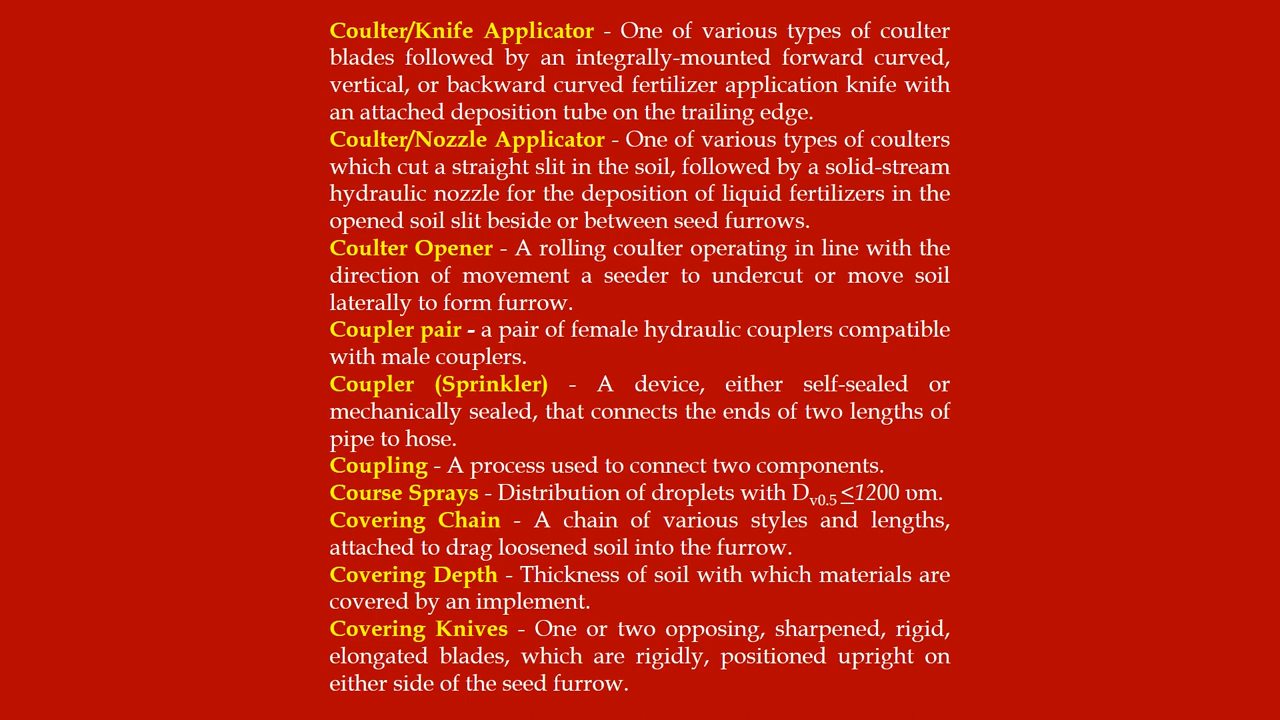 Coulter/Knife Applicator - One of various types of coulter
blades followed by an integrally-mounted forward curved,
vertical, or backward curved fertilizer application knife with
an attached deposition tube on the trailing edge.
Coulter/Nozzle Applicator - One of various types of coulters
which cut a straight slit in the soil, followed by a solid-stream
hydraulic nozzle for the deposition of liquid fertilizers in the
opened soil slit beside or between seed furrows.
Coulter Opener - A rolling coulter operating in line with the
direction of movement a seeder to undercut or move soil
laterally to form furrow.
Coupler pair - a pair of female hydraulic couplers compatible
with male couplers.
Coupler (Sprinkler) - A device, either self-sealed or
mechanically sealed, that connects the ends of two lengths of
pipe to hose.
Coupling - A process used to connect two components.
Course Sprays - Distribution of droplets with Dv0.5 <1200 υm.
Covering Chain - A chain of various styles and lengths,
attached to drag loosened soil into the furrow.
Covering Depth - Thickness of soil with which materials are
covered by an implement.
Covering Knives - One or two opposing, sharpened, rigid,
elongated blades, which are rigidly, positioned upright on
either side of the seed furrow.